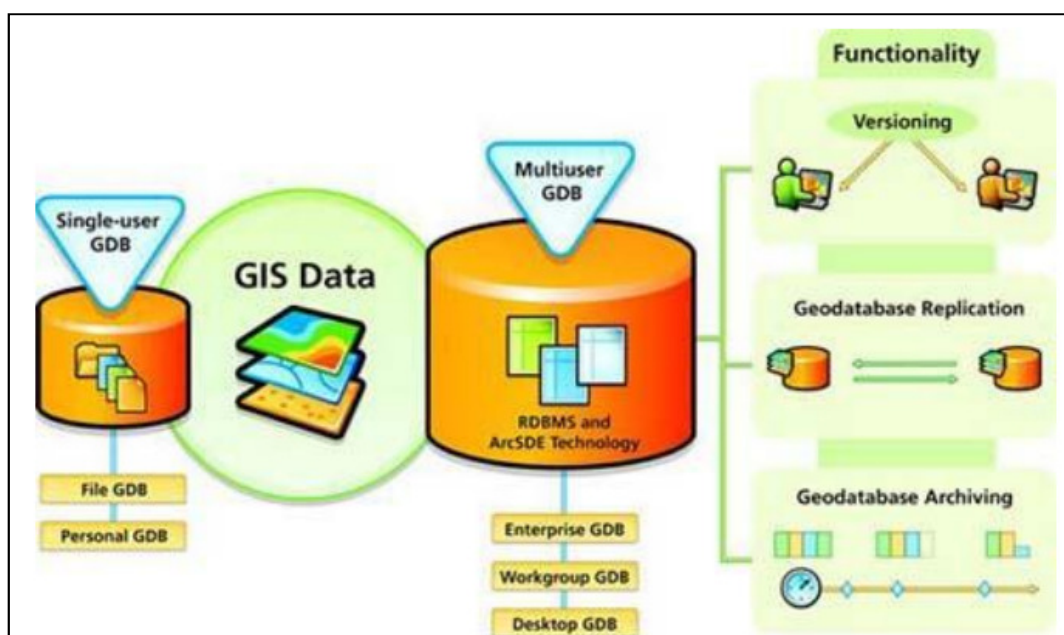 Single-user
GDB
File GDB
Personal GDB
GIS Data
Multiuser
GDB
RDBMS and
ArcSDE Technology
Enterprise GDB
Workgroup GDB
Desktop GDB
Functionality
Versioning
Geodatabase Replication
Geodatabase Archiving